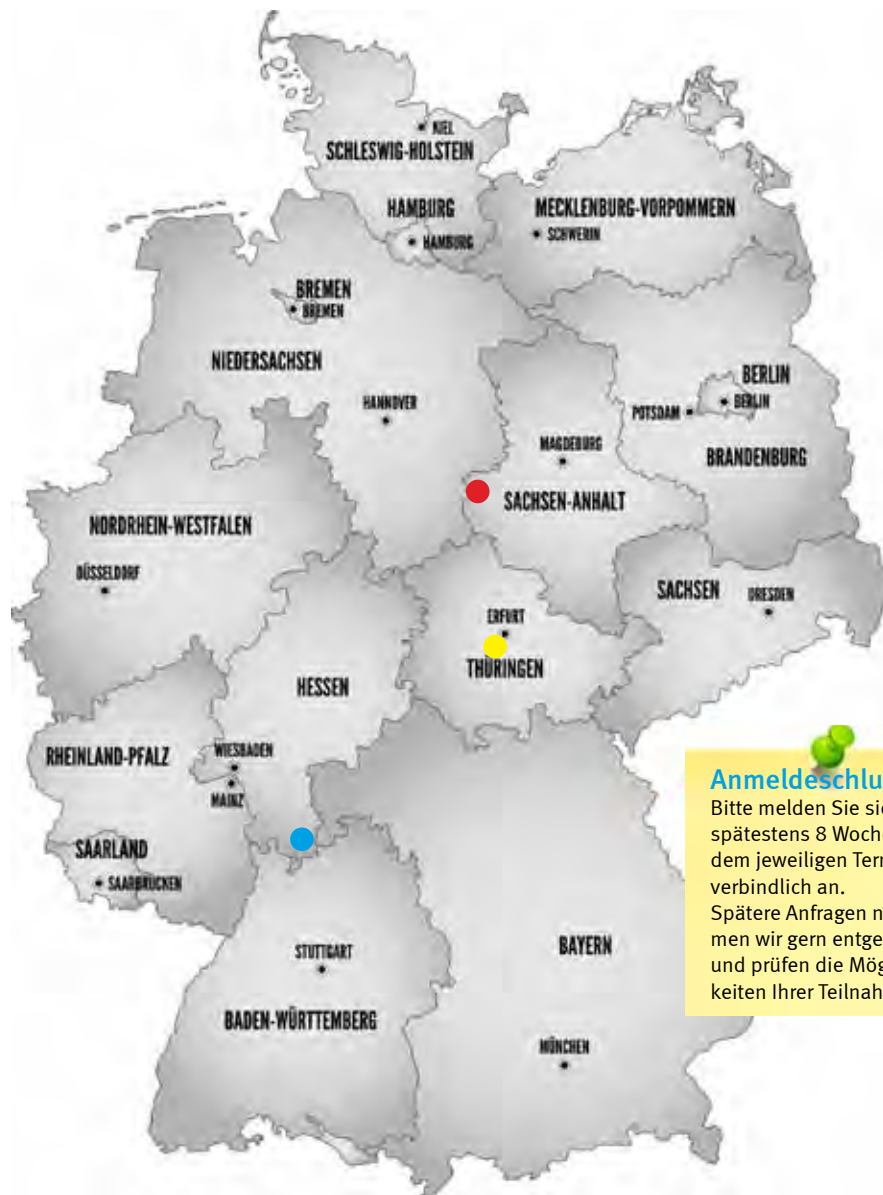 KIEL
SCHLESWIG-HOLSTEIN
HAMBURG
HAMBURG
MECKLENBURG-VORPOMMERN
SCHWERIN
BREMEN
BREMEN
NIEDERSACHSEN
HANNOVER
BERLIN
BERLIN
POTSDAM
BRANDENBURG
MAGDEBURG
SACHSEN-ANHALT
NORDRHEIN-WESTFALEN
DÜSSELDORF
SACHSEN
DRESDEN
ERFURT
THÜRINGEN
HESSEN
RHEINLAND-PFALZ
WIESBADEN
MAINZ
SAARLAND
SAARBRÜCKEN
STUTTGART
BADEN-WÜRTTEMBERG
BAYERN
MÜNCHEN
Anmeldeschlu
Bitte melden Sie sic
spätestens 8 Woche
dem jeweiligen Terr
verbindlich an.
Spätere Anfragen n
men wir gern entge
und prüfen die Mög
keiten Ihrer Teilnah